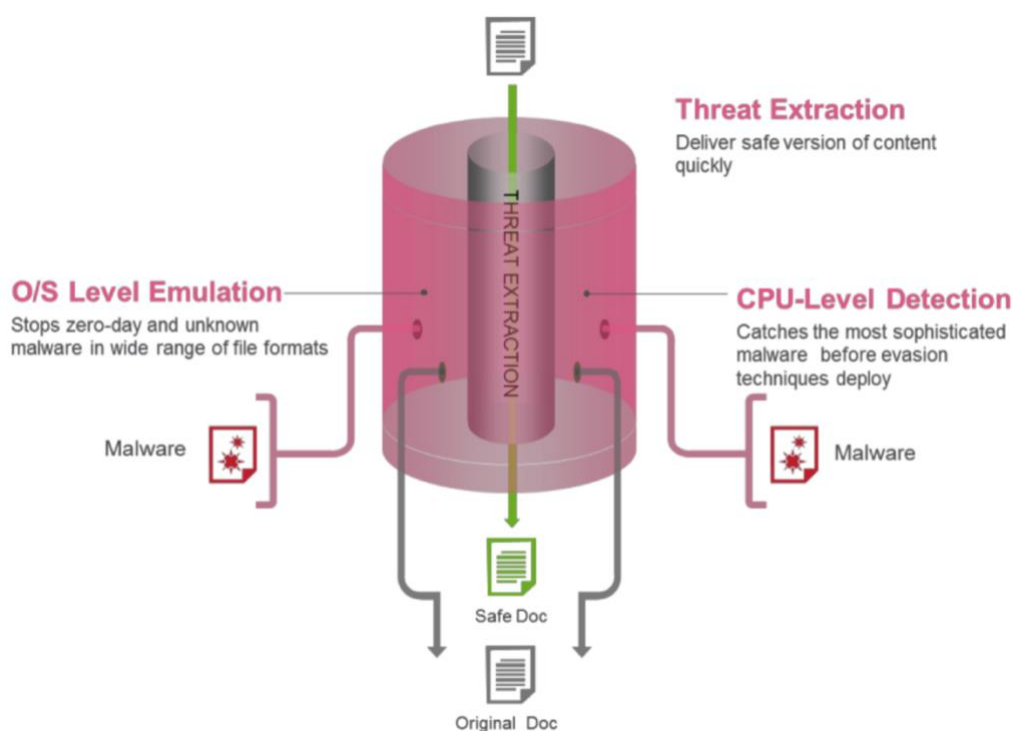 Threat Extraction
Deliver safe version of content
quickly
THREAT EXTRACTION
O/S Level Emulation
Stops zero-day and unknown
malware in wide range of file formats
CPU-Level Detection
Catches the most sophisticated
malware before evasion
techniques deploy
Malware
Malware
Safe Doc
Original Doc